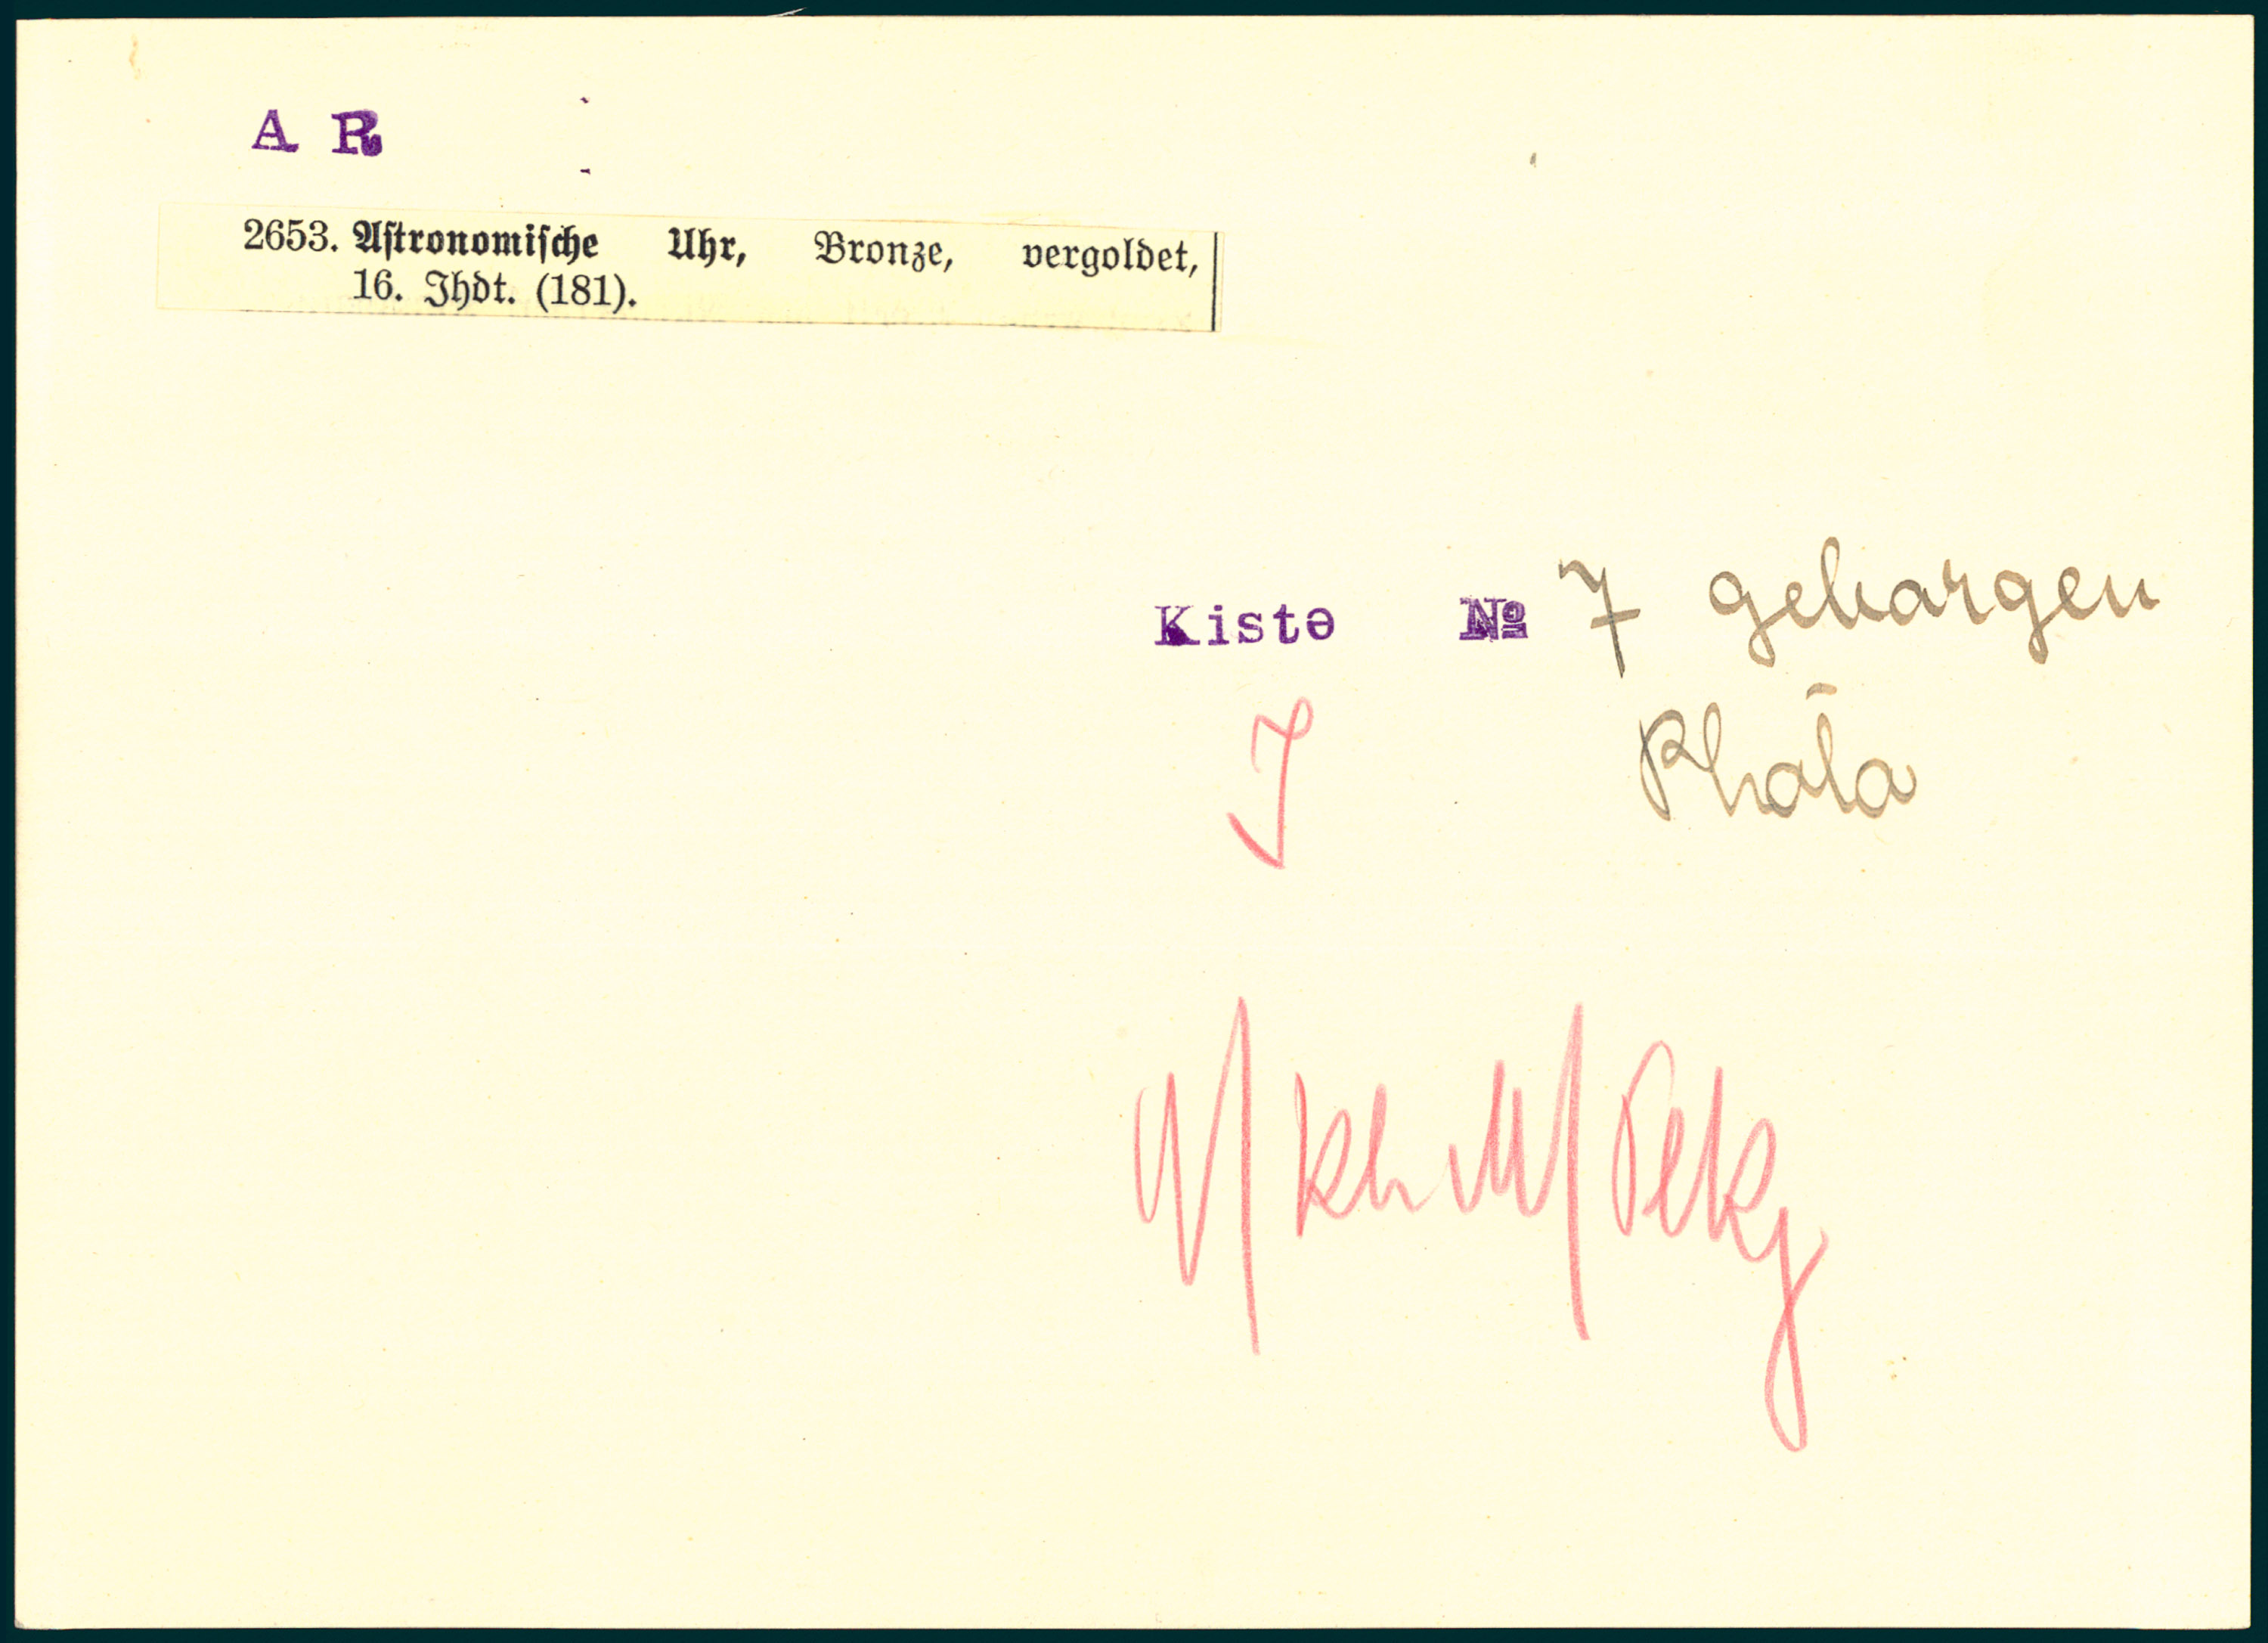 A R
2653. Aſtronomiſche Uhr, Bronze, vergoldet,
16. Jhdt. (181).
Kiste № 7 geborgen
J